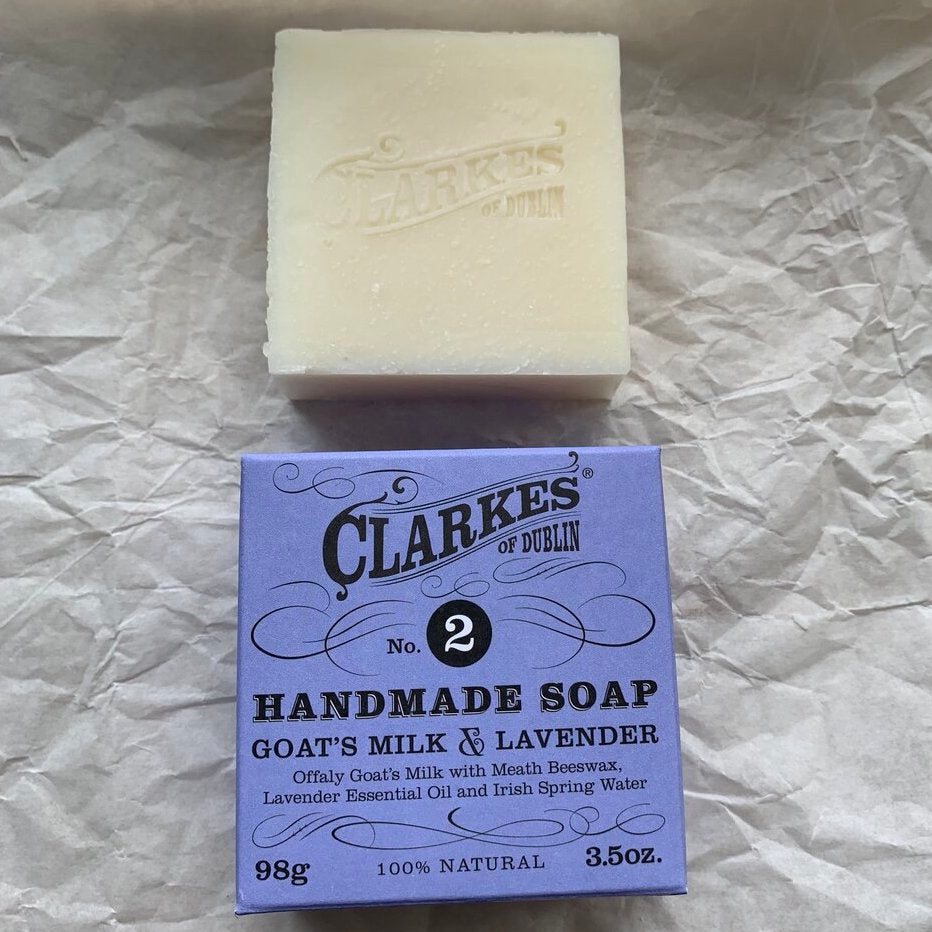 CLARKES
OF DUBLIN
CLARKES®
OF DUBLIN
No. 2
HANDMADE SOAP
GOAT'S MILK & LAVENDER
Offaly Goat's Milk with Meath Beeswax,
Lavender Essential Oil and Irish Spring Water
98g 100% NATURAL 3.5oz.